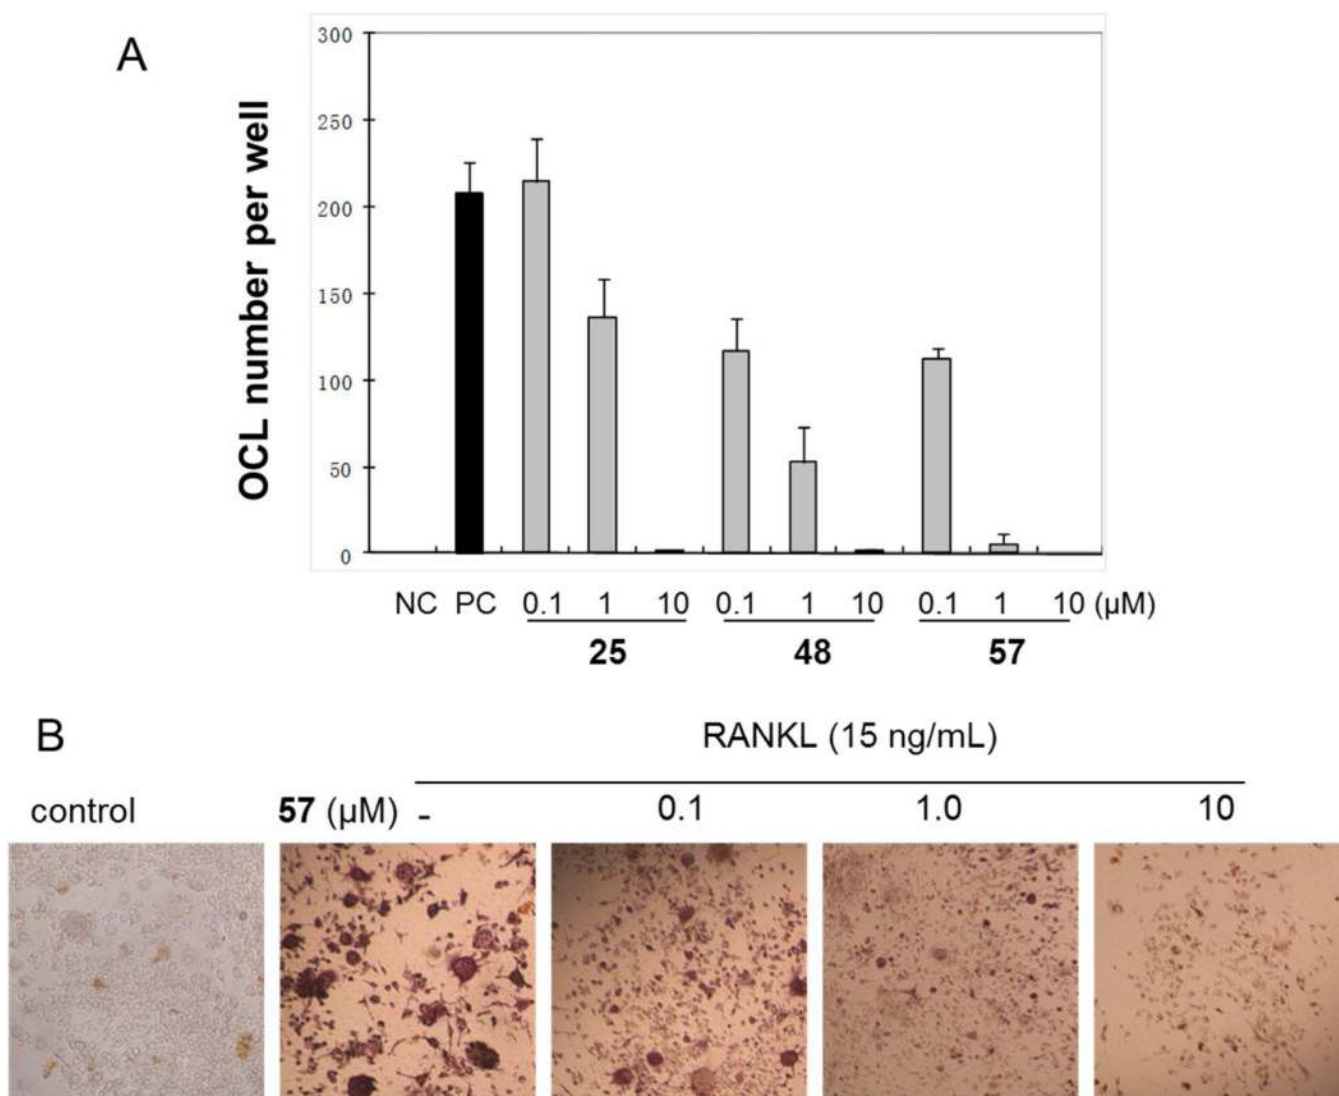 A
OCL number per well
300
250
200
150
100
50
0
NC PC 0.1 1 10 0.1 1 10 0.1 1 10 (µM)
25 48 57
B
RANKL (15 ng/mL)
control 57 (µM) - 0.1 1.0 10